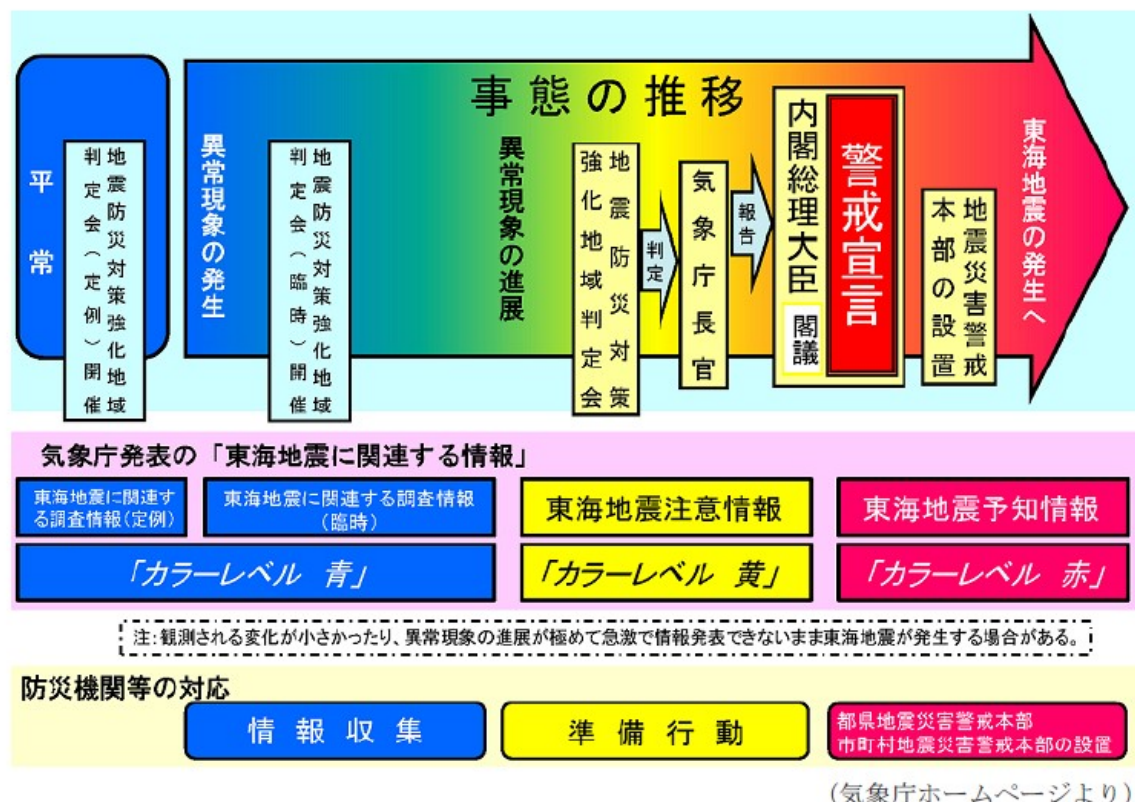 事態の推移
平常
地震防災対策強化地域
判定会（定例）開催
異常現象の発生
地震防災対策強化地域
判定会（臨時）開催
異常現象の進展
地震防災対策
強化地域判定会
判定
気象庁長官
報告
内閣総理大臣
閣議
警戒宣言
地震災害警戒
本部の設置
東海地震の発生へ
気象庁発表の「東海地震に関連する情報」
東海地震に関連す
る調査情報(定例)
東海地震に関連する調査情報
(臨時)
東海地震注意情報
東海地震予知情報
「カラーレベル 青」
「カラーレベル 黄」
「カラーレベル 赤」
注：観測される変化が小さかったり、異常現象の進展が極めて急激で情報発表できないまま東海地震が発生する場合がある。
防災機関等の対応
情報収集
準備行動
都県地震災害警戒本部
市町村地震災害警戒本部の設置
(気象庁ホームページより)